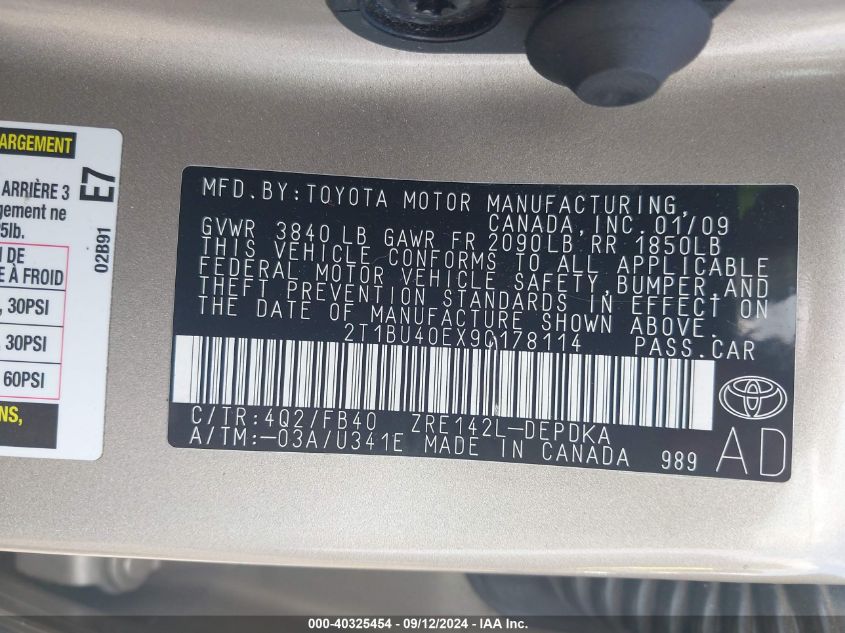 ARGEMENT
ARRIÈRE 3
gement ne
5lb.
N DE
E À FROID
, 30PSI
, 30PSI
, 60PSI
NS,
E7
02B91
MFD.BY:TOYOTA MOTOR MANUFACTURING,
CANADA,INC.01/09
GVWR 3840 LB GAWR FR 2090LB,RR 1850LB
THIS VEHICLE CONFORMS TO ALL APPLICABLE
FEDERAL MOTOR VEHICLE SAFETY,BUMPER,AND
THEFT PREVENTION STANDARDS IN EFFECT ON
THE DATE OF MANUFACTURE SHOWN ABOVE.
2T1BU40EX9C178114 PASS.CAR
C/TR:4Q2/FB40 ZRE142L-DEPDKA
A/TM:-03A/U341E MADE IN CANADA 989
AD
000-40325454 - 09/12/2024 - IAA Inc.